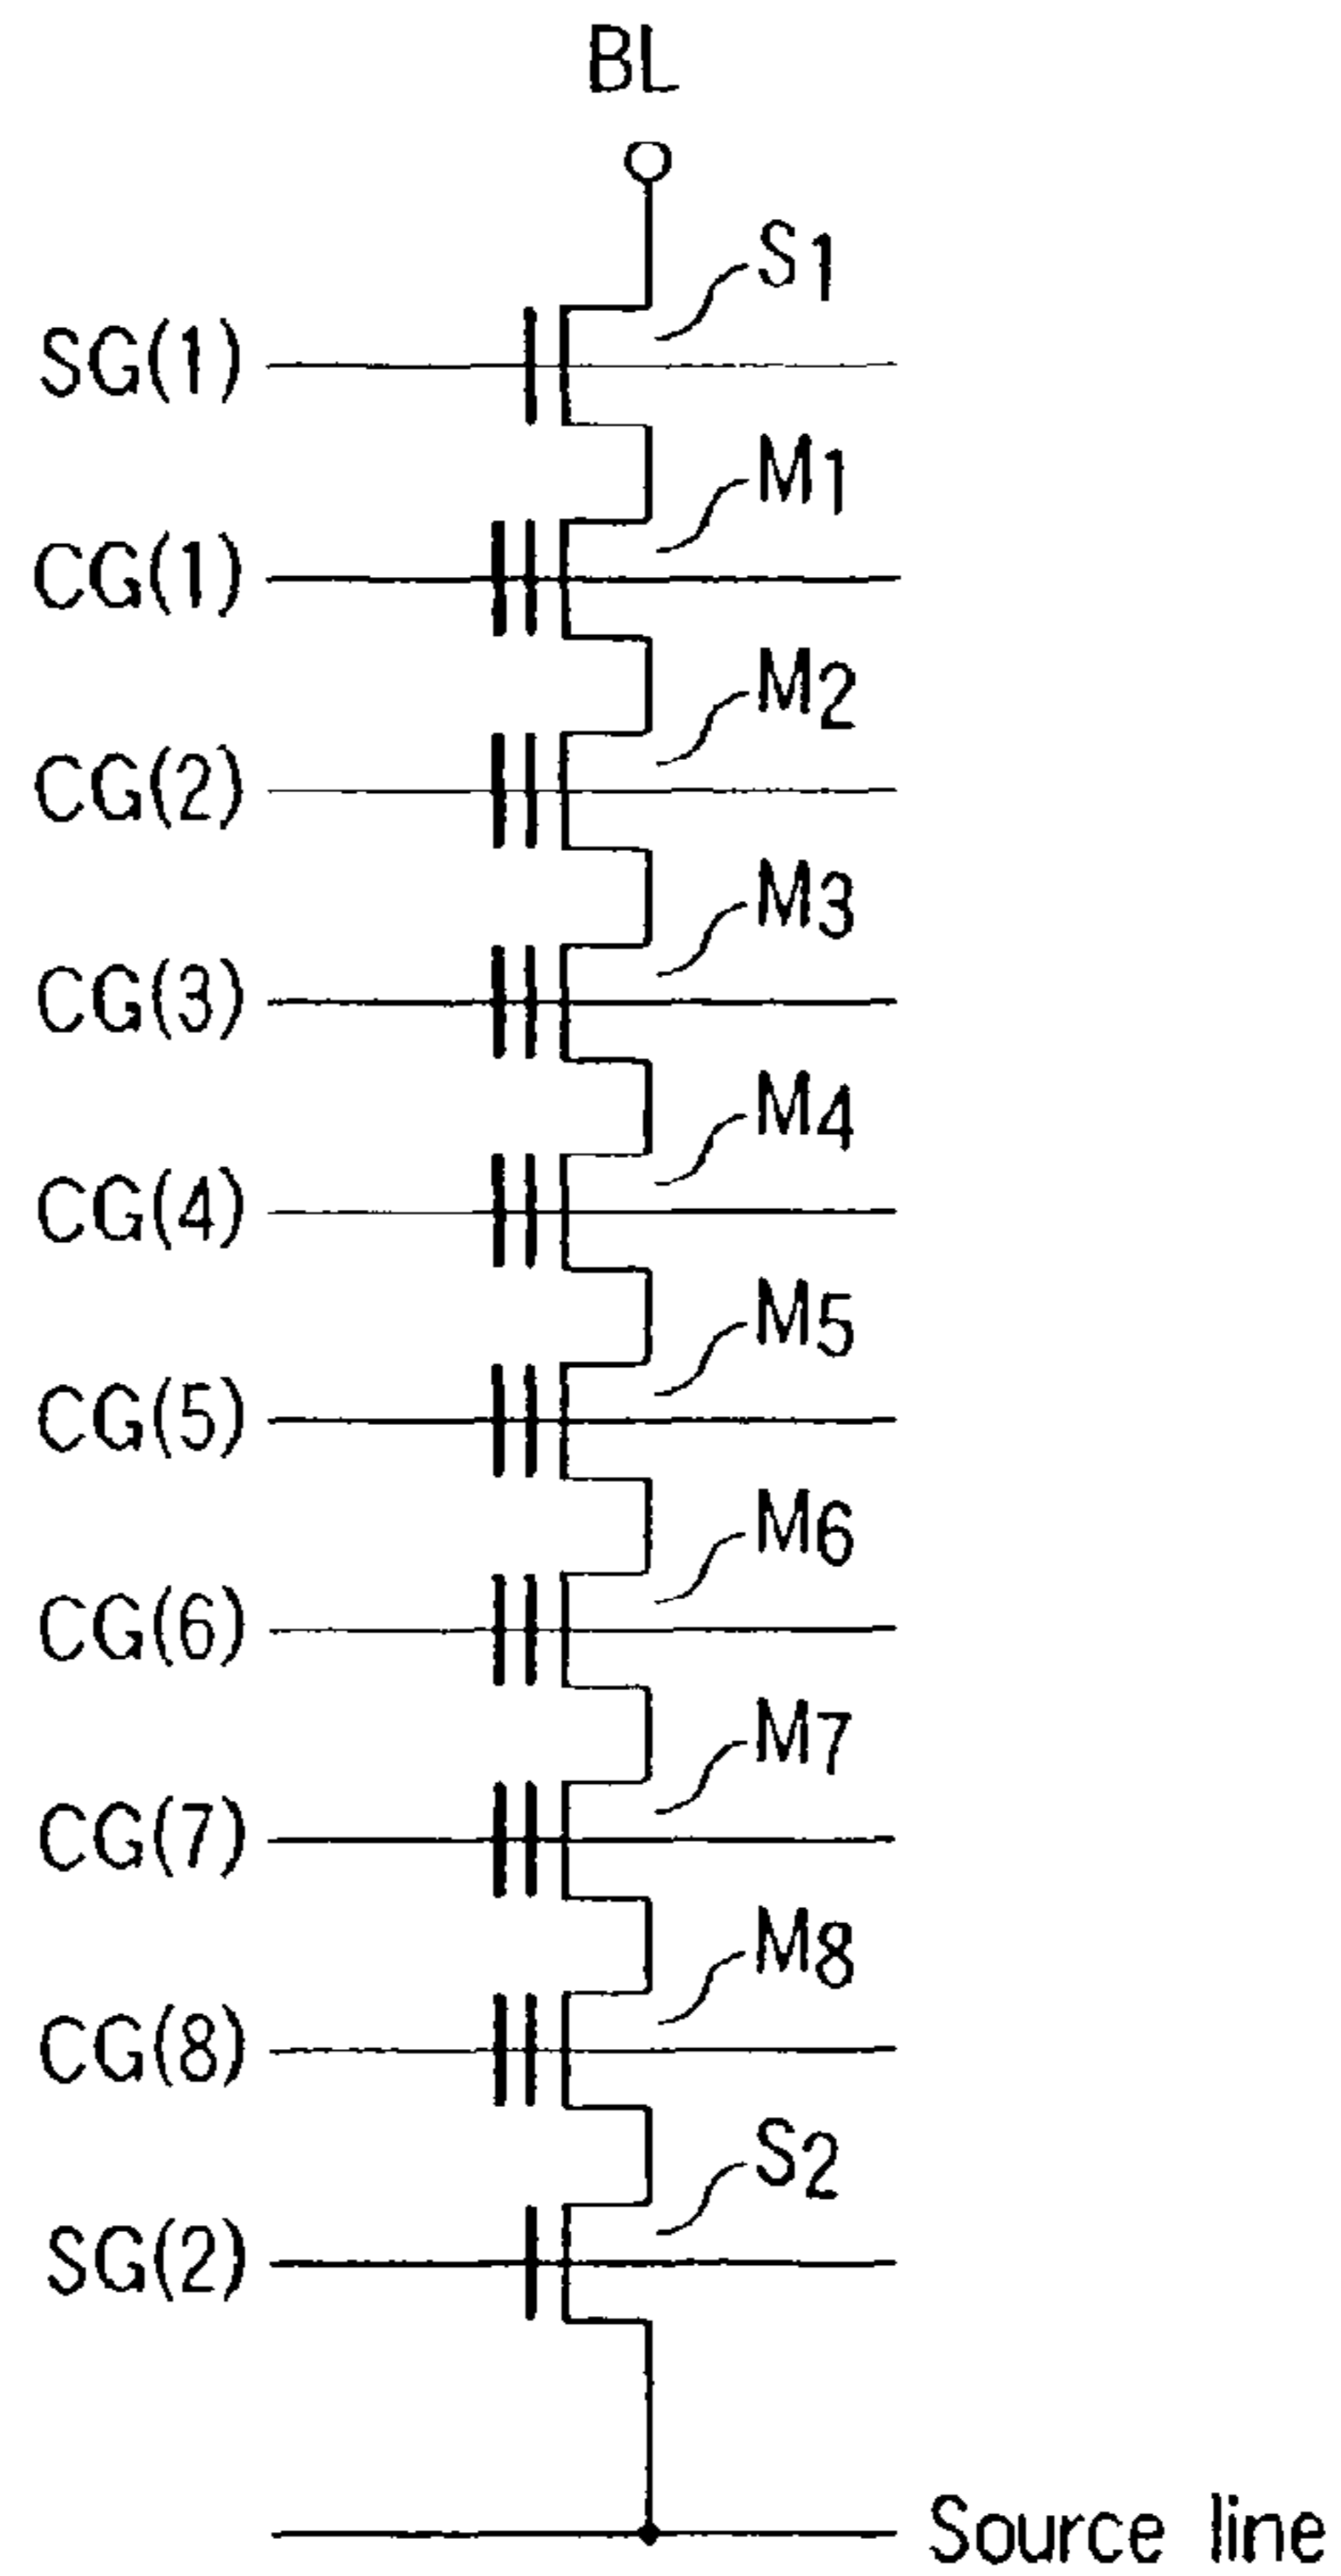 BL
S1
SG(1)
M1
CG(1)
M2
CG(2)
M3
CG(3)
M4
CG(4)
M5
CG(5)
M6
CG(6)
M7
CG(7)
M8
CG(8)
S2
SG(2)
Source line